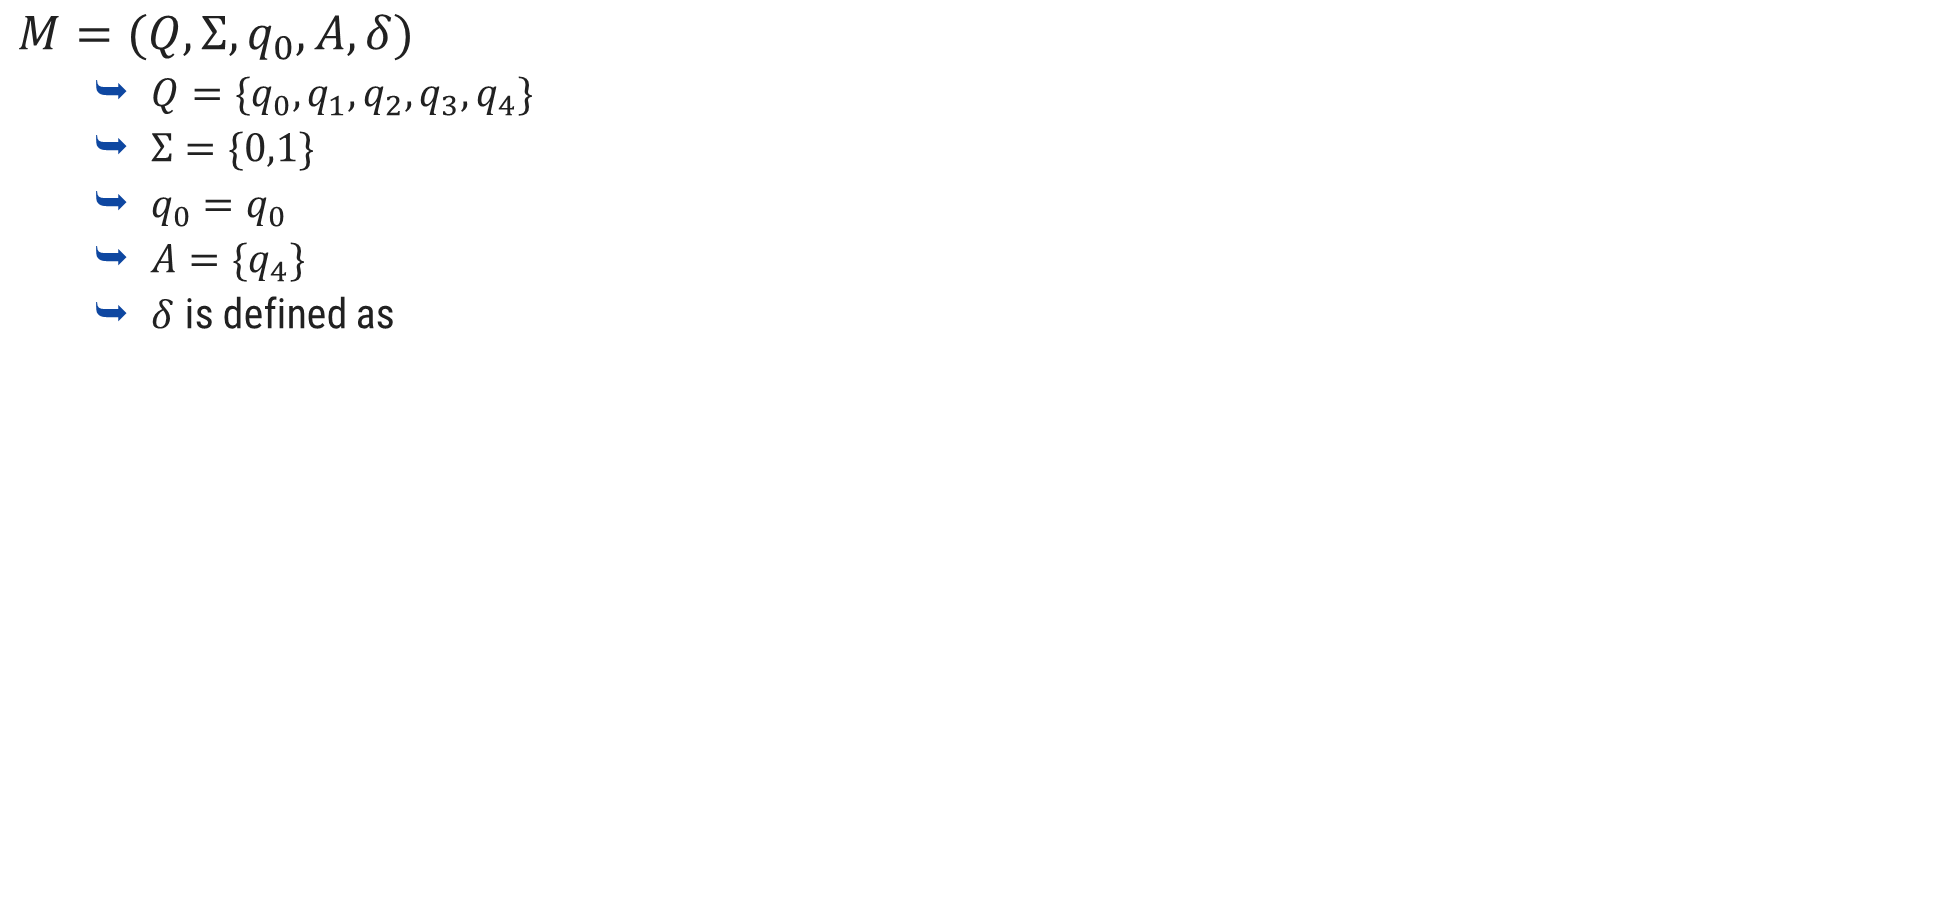 M = (Q, Σ, q₀, A, δ)
➥ Q = {q₀, q₁, q₂, q₃, q₄}
➥ Σ = {0,1}
➥ q₀ = q₀
➥ A = {q₄}
➥ δ is defined as